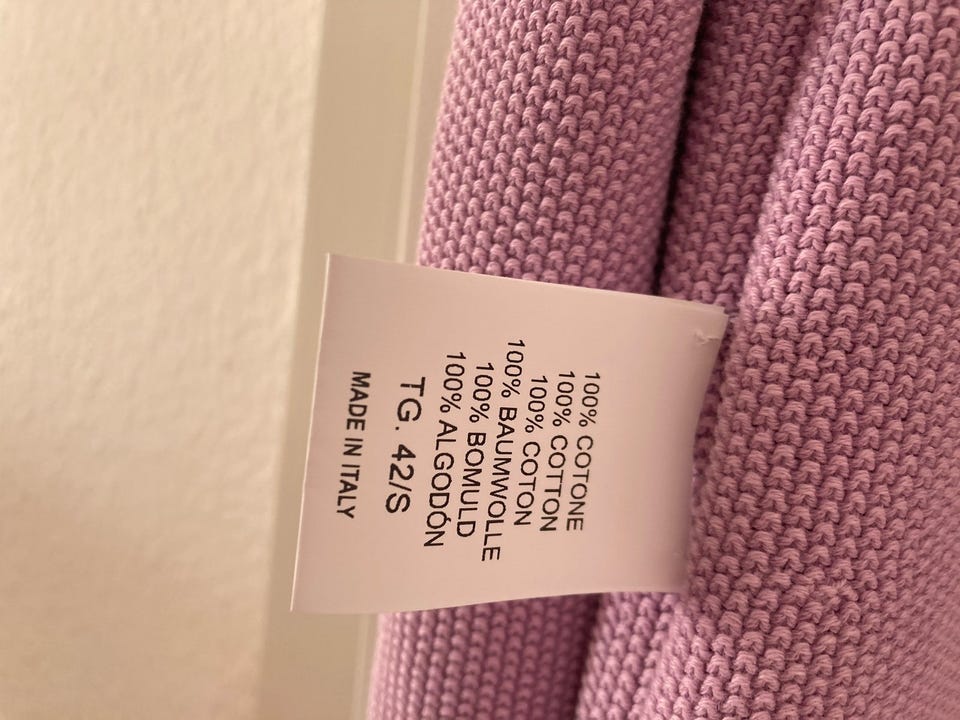 100% COTONE
100% COTTON
100% COTON
100% BAUMWOLLE
100% BOMULD
100% ALGODÓN
TG. 42/S
MADE IN ITALY